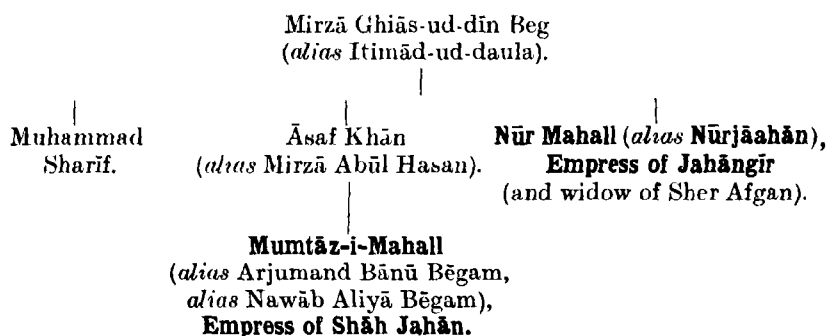 Mirzā Ghiās-ud-dīn Beg
(alias Itimād-ud-daula).
Muhammad
Sharīf.
Āsaf Khān
(alias Mirzā Abūl Hasan).
Nūr Mahall (alias Nūrjāahān),
Empress of Jahāngīr
(and widow of Sher Afgan).
Mumtāz-i-Mahall
(alias Arjumand Bānū Bēgam,
alias Nawāb Aliyā Bēgam),
Empress of Shāh Jahān.